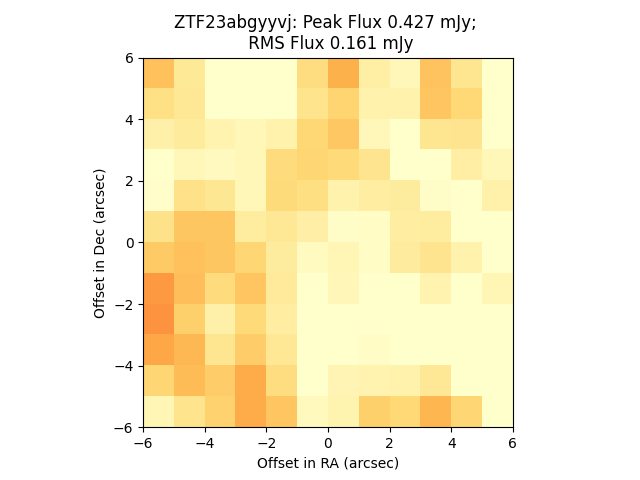 ZTF23abgyyvj: Peak Flux 0.427 mJy;
RMS Flux 0.161 mJy
6
4
2
0
−2
−4
−6
Offset in Dec (arcsec)
−6 −4 −2 0 2 4 6
Offset in RA (arcsec)